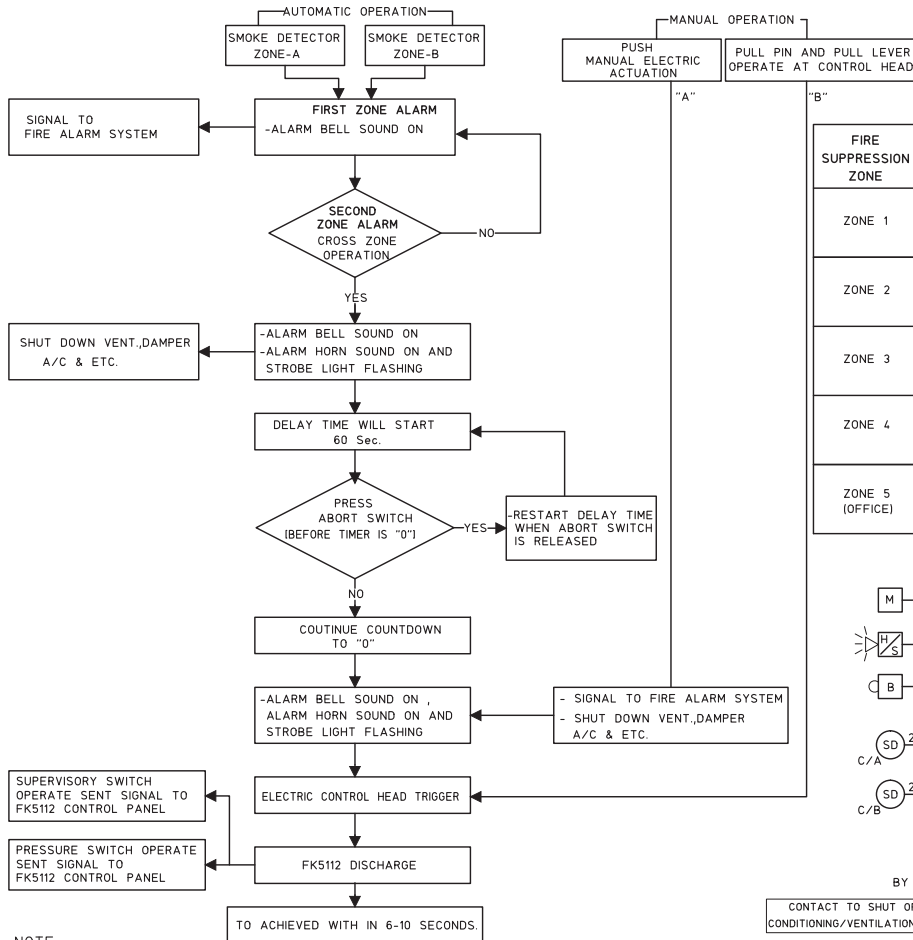 AUTOMATIC OPERATION
SMOKE DETECTOR
ZONE-A
SMOKE DETECTOR
ZONE-B
MANUAL OPERATION
PUSH
MANUAL ELECTRIC
ACTUATION
PULL PIN AND PULL LEVER
OPERATE AT CONTROL HEAD
"A"
"B"
SIGNAL TO
FIRE ALARM SYSTEM
FIRST ZONE ALARM
-ALARM BELL SOUND ON
SECOND
ZONE ALARM
CROSS ZONE
OPERATION
NO
YES
SHUT DOWN VENT.,DAMPER
A/C & ETC.
-ALARM BELL SOUND ON
-ALARM HORN SOUND ON AND
STROBE LIGHT FLASHING
DELAY TIME WILL START
60 Sec.
PRESS
ABORT SWITCH
(BEFORE TIMER IS "0")
YES
-RESTART DELAY TIME
WHEN ABORT SWITCH
IS RELEASED
NO
COUTINUE COUNTDOWN
TO "0"
-ALARM BELL SOUND ON ,
ALARM HORN SOUND ON AND
STROBE LIGHT FLASHING
- SIGNAL TO FIRE ALARM SYSTEM
- SHUT DOWN VENT.,DAMPER
A/C & ETC.
SUPERVISORY SWITCH
OPERATE SENT SIGNAL TO
FK5112 CONTROL PANEL
ELECTRIC CONTROL HEAD TRIGGER
PRESSURE SWITCH OPERATE
SENT SIGNAL TO
FK5112 CONTROL PANEL
FK5112 DISCHARGE
TO ACHIEVED WITH IN 6-10 SECONDS.
FIRE
SUPPRESSION
ZONE
ZONE 1
ZONE 2
ZONE 3
ZONE 4
ZONE 5
(OFFICE)
M
H/S
B
SD 2
C/A
SD 2
C/B
BY
CONTACT TO SHUT OF
CONDITIONING/VENTILATION
NOTE